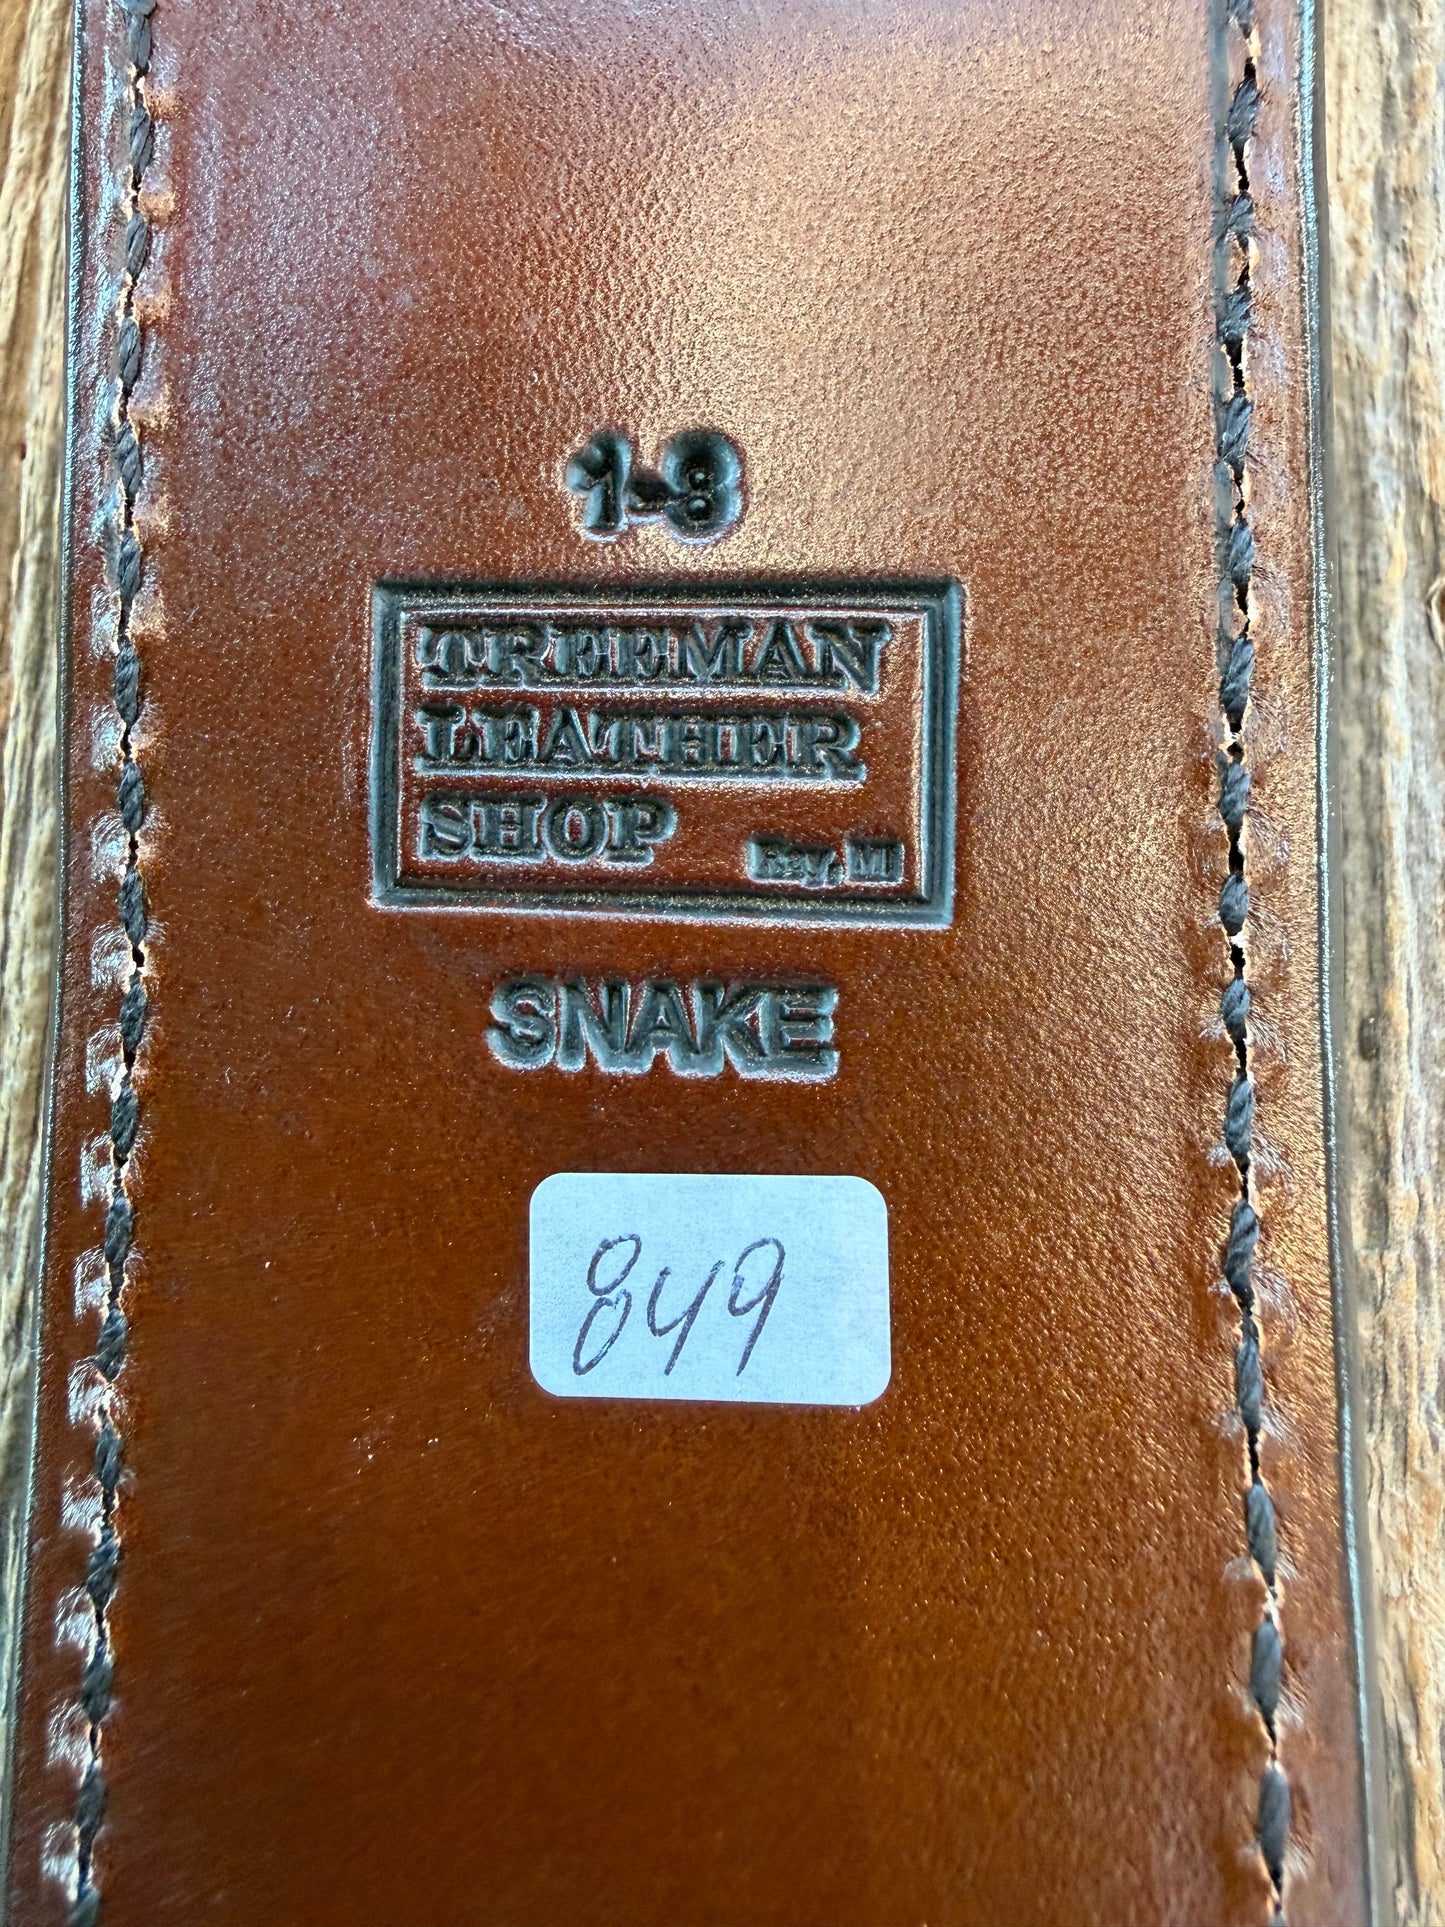 1-8
TREEMAN
LEATHER
SHOP Bay, MI
SNAKE
849